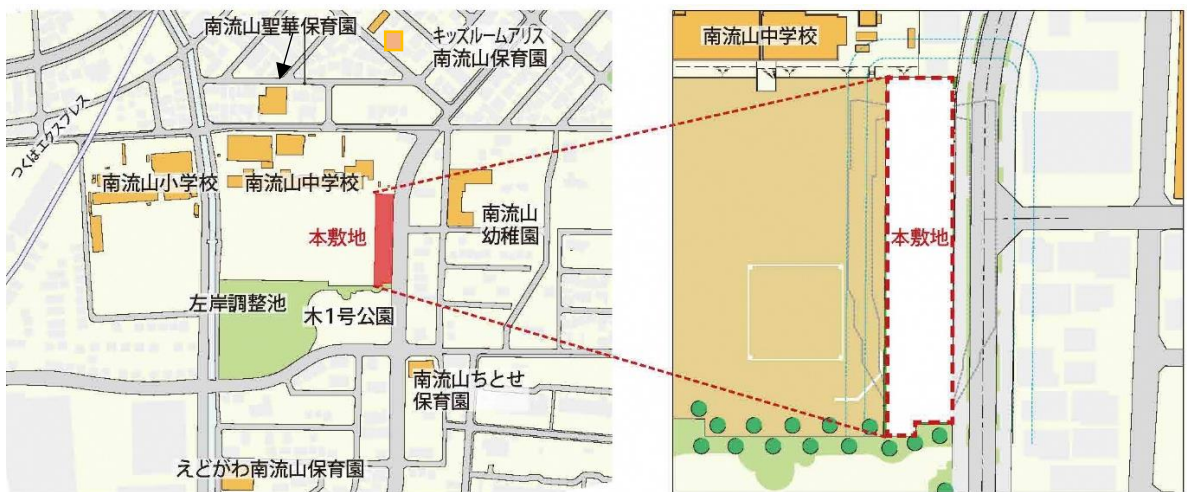 南流山聖華保育園
キッズルームアリス
南流山保育園
つくばエクスプレス
南流山小学校
南流山中学校
本敷地
南流山
幼稚園
左岸調整池
木1号公園
南流山ちとせ
保育園
えどがわ南流山保育園
南流山中学校
本敷地